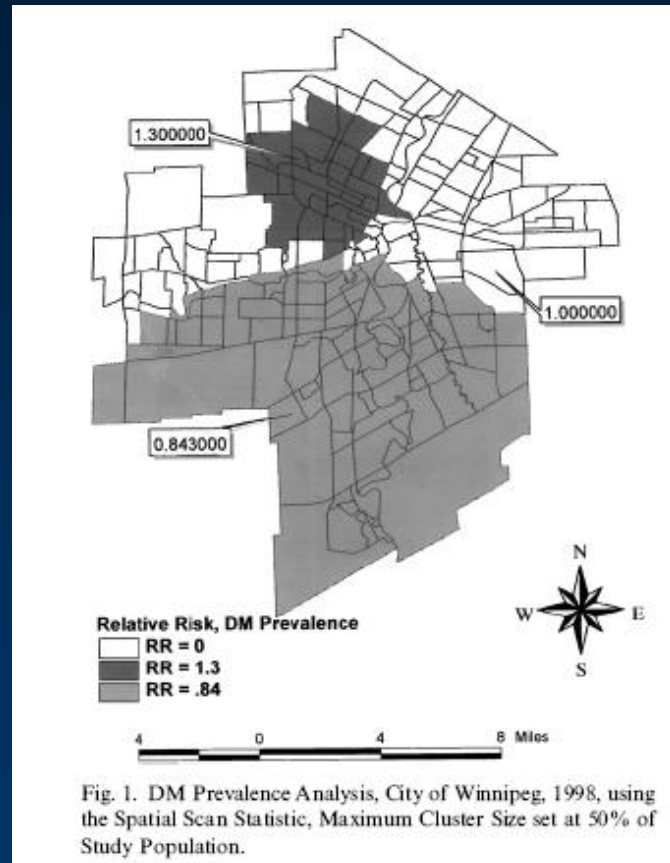 1.300000
1.000000
0.843000
N
W E
S
Relative Risk, DM Prevalence
RR = 0
RR = 1.3
RR = .84
4 0 4 8 Miles
Fig. 1. DM Prevalence Analysis, City of Winnipeg, 1998, using
the Spatial Scan Statistic, Maximum Cluster Size set at 50% of
Study Population.